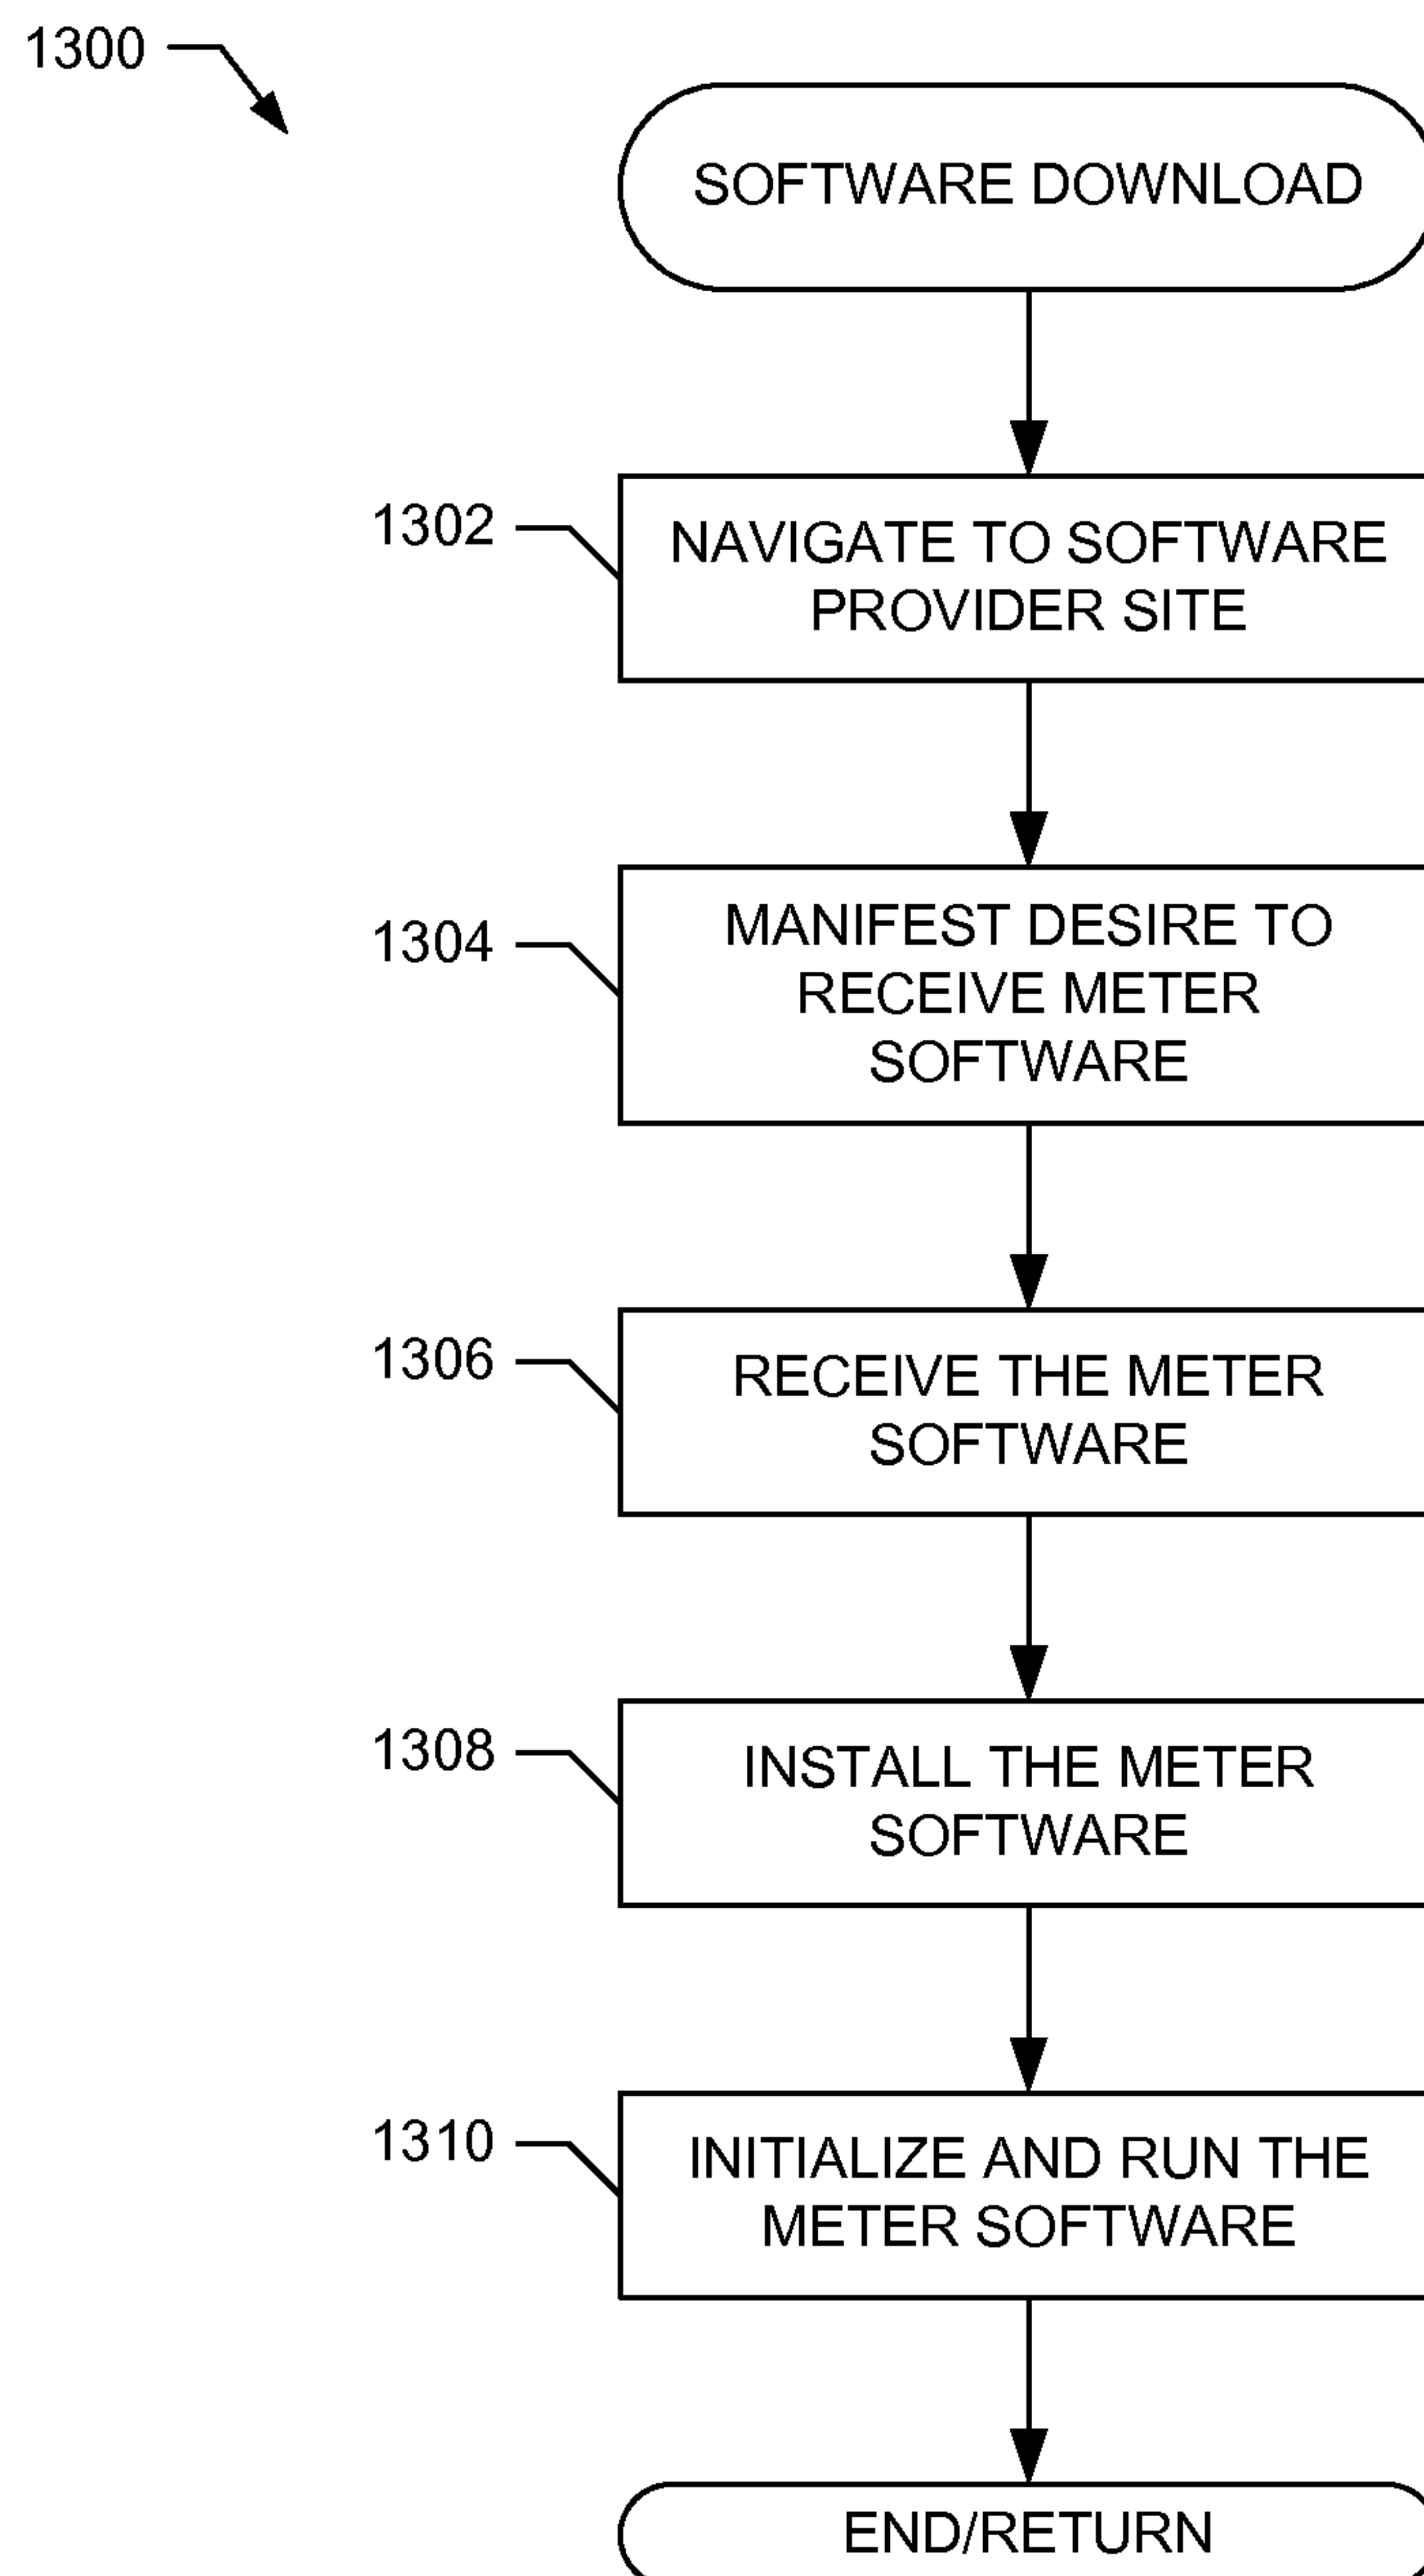 1300
SOFTWARE DOWNLOAD
1302
NAVIGATE TO SOFTWARE
PROVIDER SITE
1304
MANIFEST DESIRE TO
RECEIVE METER
SOFTWARE
1306
RECEIVE THE METER
SOFTWARE
1308
INSTALL THE METER
SOFTWARE
1310
INITIALIZE AND RUN THE
METER SOFTWARE
END/RETURN